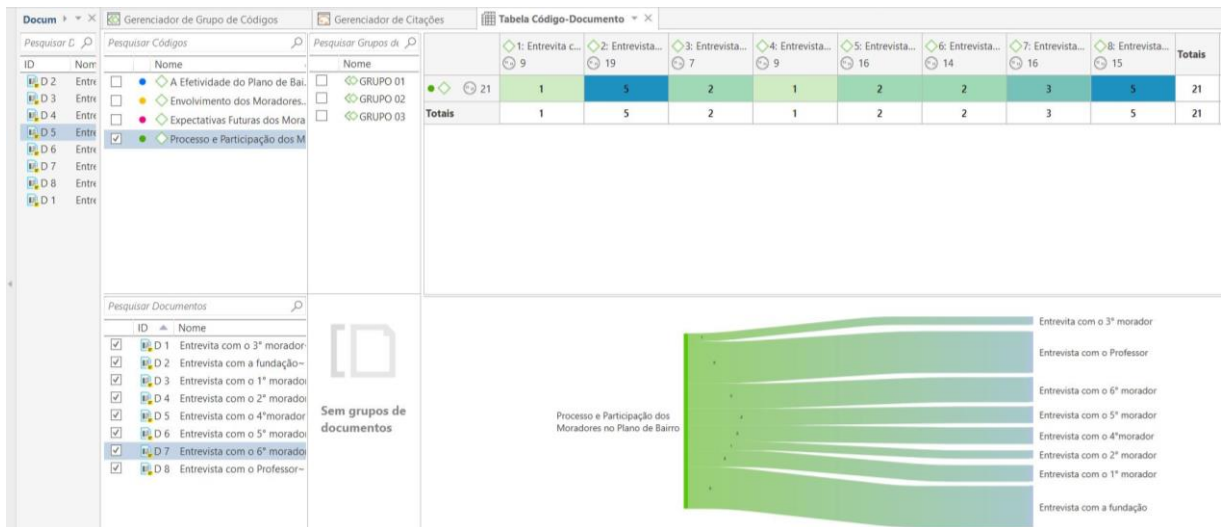 Docum
Gerenciador de Grupo de Códigos
Gerenciador de Citações
Tabela Código-Documento
Pesquisar D
ID Nom
D 2 Entre
D 3 Entre
D 4 Entre
D 5 Entre
D 6 Entre
D 7 Entre
D 8 Entre
D 1 Entre
Pesquisar Códigos
Nome
A Efetividade do Plano de Bai.
Envolvimento dos Moradores..
Expectativas Futuras dos Mora
Processo e Participação dos M
Pesquisar Grupos de
Nome
GRUPO 01
GRUPO 02
GRUPO 03
1: Entrevita c... 2: Entrevista... 3: Entrevista... 4: Entrevista... 5: Entrevista... 6: Entrevista... 7: Entrevista... 8: Entrevista... Totais
9 19 7 9 16 14 16 15
21 1 5 2 1 2 2 3 5 21
Totais 1 5 2 1 2 2 3 5 21
Pesquisar Documentos
ID Nome
D 1 Entrevita com o 3° morador
D 2 Entrevista com a fundação~
D 3 Entrevista com o 1° morador
D 4 Entrevista com o 2° morador
D 5 Entrevista com o 4°morador
D 6 Entrevista com o 5° morador
D 7 Entrevista com o 6° morador
D 8 Entrevista com o Professor~
Sem grupos de
documentos
Processo e Participação dos
Moradores no Plano de Bairro
Entrevita com o 3° morador
Entrevista com o Professor
Entrevista com o 6° morador
Entrevista com o 5° morador
Entrevista com o 4°morador
Entrevista com o 2° morador
Entrevista com o 1° morador
Entrevista com a fundação